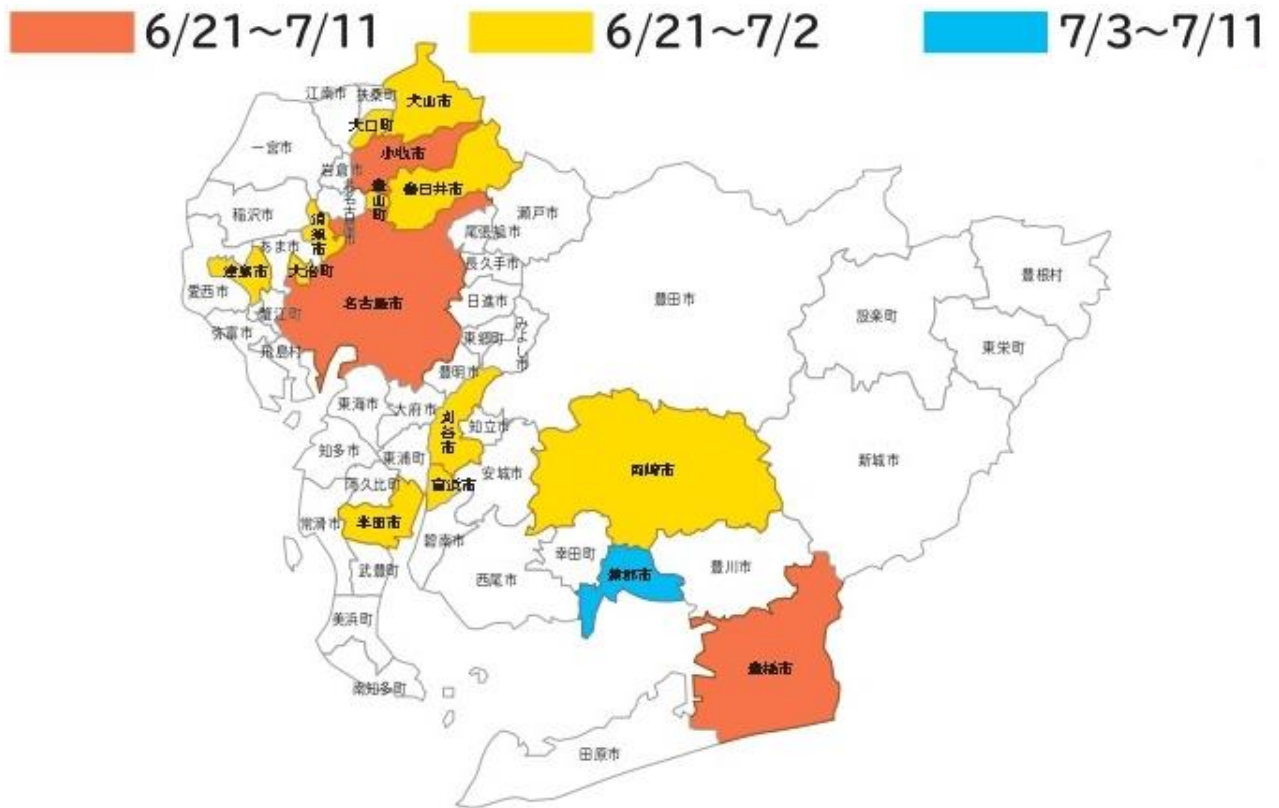 6/21～7/11
6/21～7/2
7/3～7/11
江南市
扶桑町
犬山市
大口町
一宮市
小牧市
岩倉市
春日井市
瀬戸市
稲沢市
清須市
尾張旭市
あま市
長久手市
津島市
大治町
愛西市
名古屋市
日進市
豊田市
豊根村
設楽町
蟹江町
弥富市
東郷町
みよし市
東栄町
飛島村
豊明市
東海市
大府市
刈谷市
知立市
知多市
東浦町
安城市
岡崎市
新城市
阿久比町
高浜市
常滑市
半田市
碧南市
幸田町
豊川市
武豊町
西尾市
蒲郡市
美浜町
豊橋市
南知多町
田原市